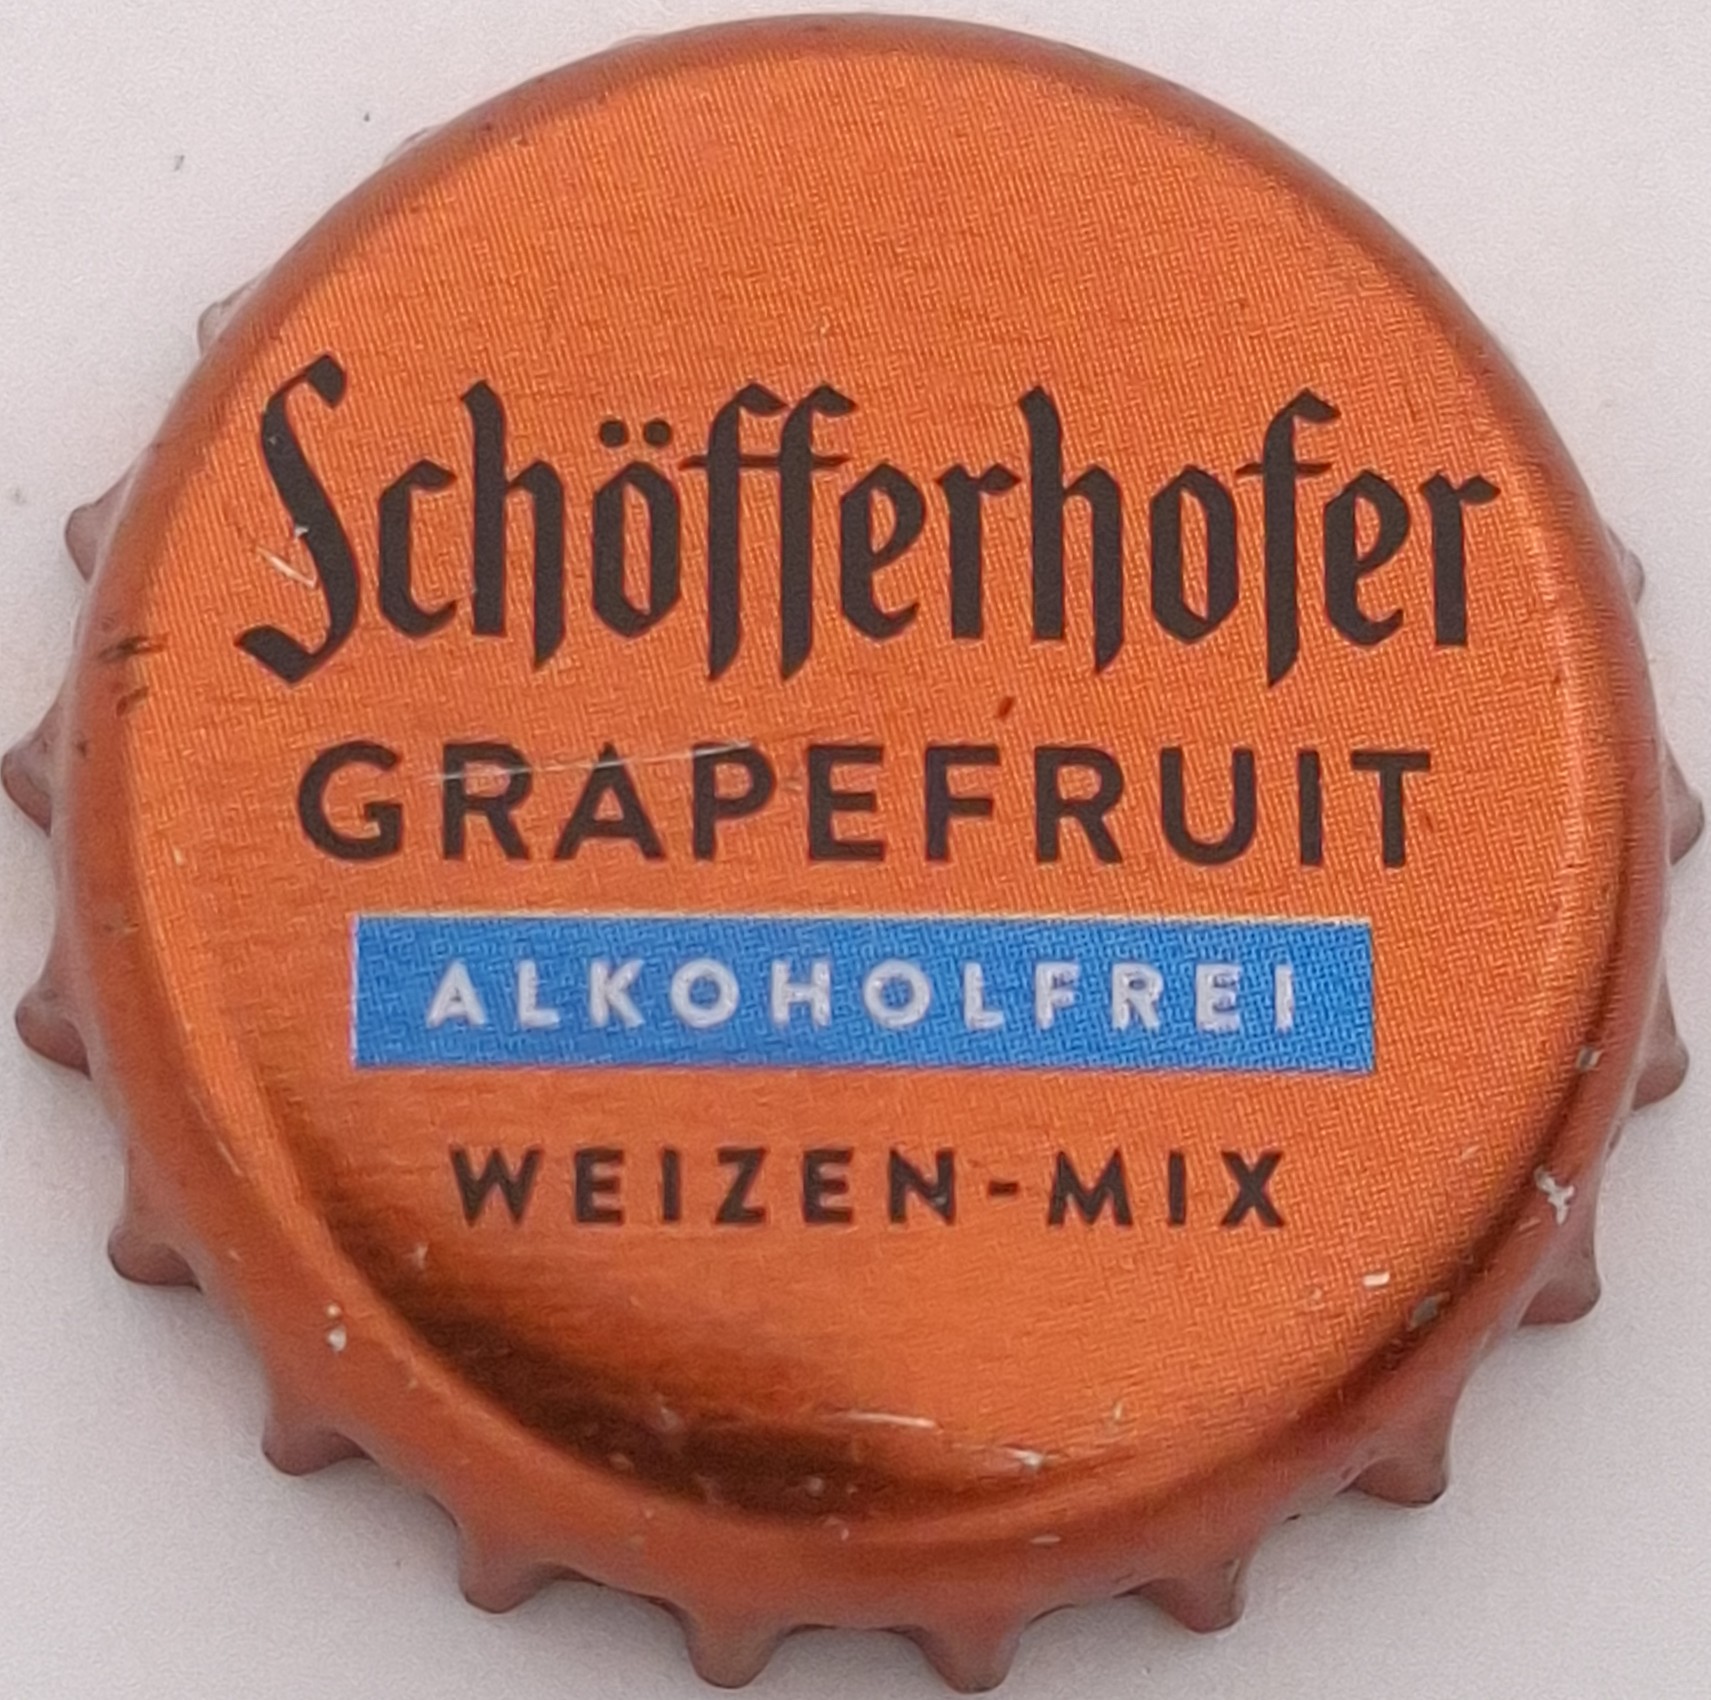 Schöfferhofer
GRAPEFRUIT
ALKOHOLFREI
WEIZEN-MIX